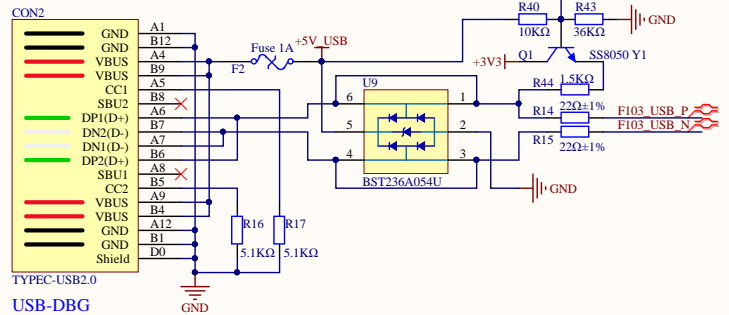 CON2
GND A1
GND B12
VBUS A4
VBUS B9
CC1 A5
SBU2 B8
DP1(D+) A6
DN2(D-) B7
DN1(D-) A7
DP2(D+) B6
SBU1 A8
CC2 B5
VBUS A9
VBUS B4
GND A12
GND B1
Shield D0
TYPEC-USB2.0
USB-DBG
GND
Fuse 1A
F2
+5V_USB
R16
5.1KΩ
R17
5.1KΩ
U9
6 1
5 2
4 3
BST236A054U
GND
R40
10KΩ
R43
36KΩ
GND
+3V3
Q1
SS8050 Y1
R44
1.5KΩ
R14
22Ω±1%
R15
22Ω±1%
F103_USB_P
F103_USB_N